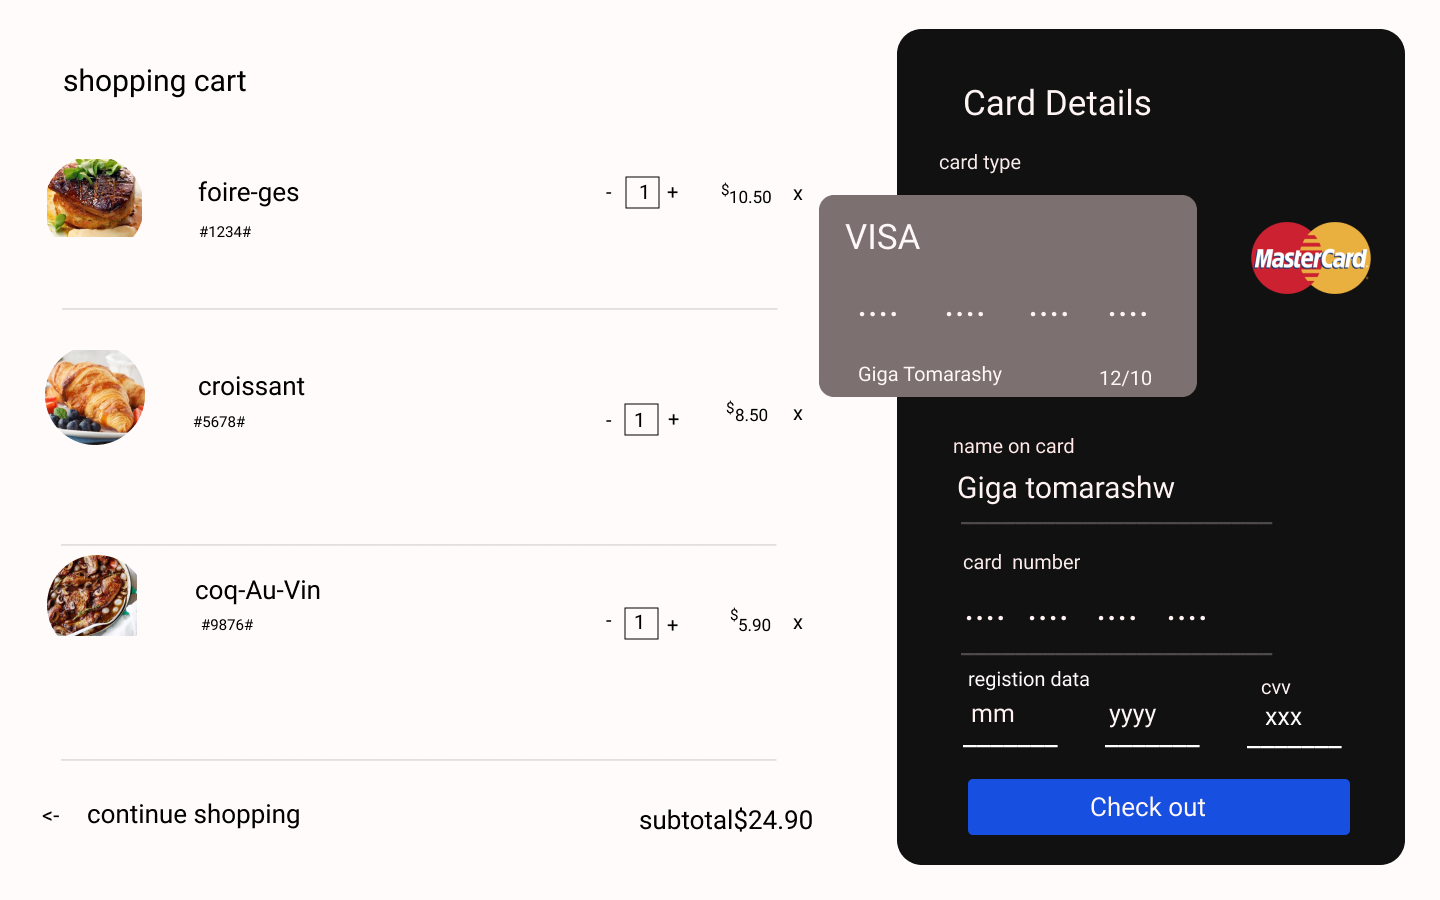 shopping cart
foire-ges
#1234#
- 1 + $10.50 x
croissant
#5678#
- 1 + $8.50 x
coq-Au-Vin
#9876#
- 1 + $5.90 x
<- continue shopping
subtotal$24.90
Card Details
card type
VISA
.... .... .... ....
Giga Tomarashy 12/10
MasterCard
name on card
Giga tomarashw
card number
.... .... .... ....
registion data
cvv
mm yyyy xxx
Check out